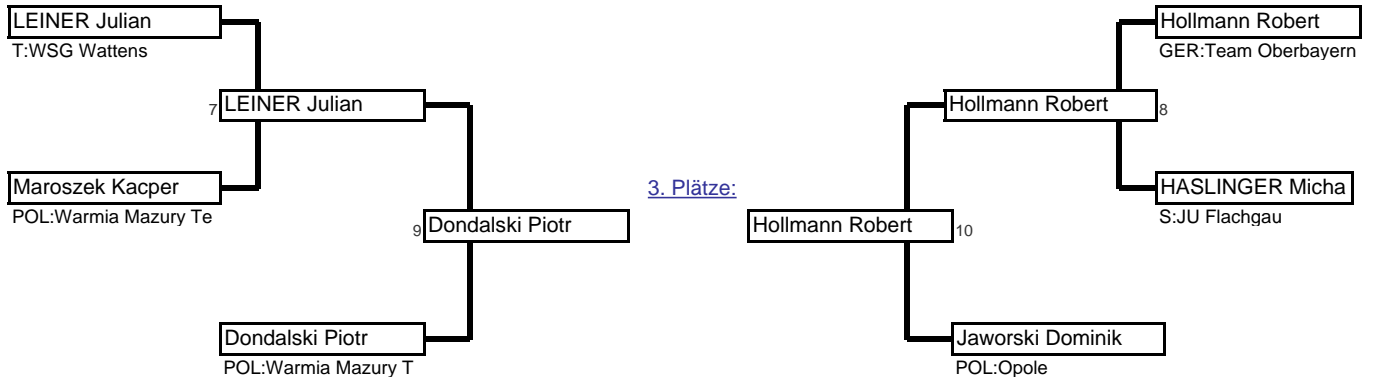 LEINER Julian
T:WSG Wattens
7 LEINER Julian
Maroszek Kacper
POL:Warmia Mazury Te
9 Dondalski Piotr
Dondalski Piotr
POL:Warmia Mazury T
3. Plätze:
Hollmann Robert
GER:Team Oberbayern
Hollmann Robert 8
HASLINGER Micha
S:JU Flachgau
Hollmann Robert 10
Jaworski Dominik
POL:Opole